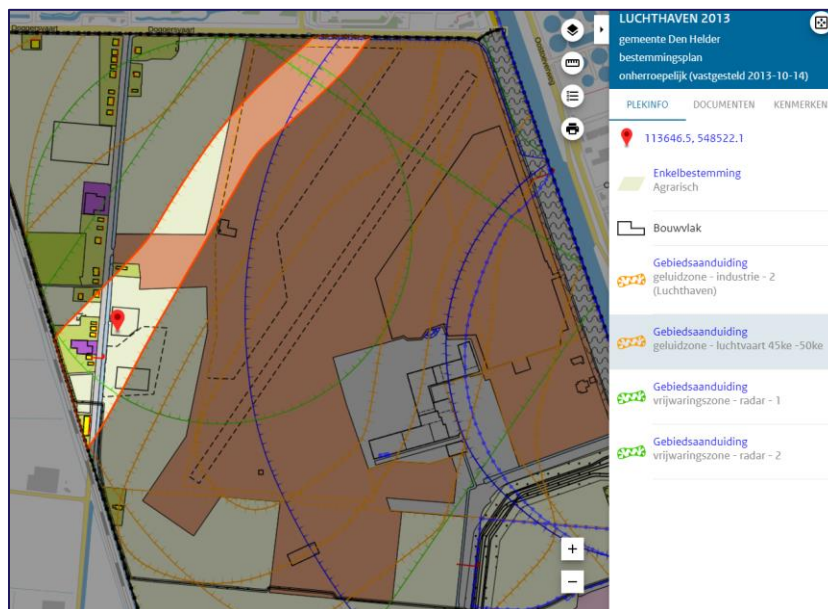 Doggersvaart
Doggersvaart
LUCHTHAVEN 2013
gemeente Den Helder
bestemmingsplan
onherroepelijk (vastgesteld 2013-10-14)
PLEKINFO DOCUMENTEN KENMERKEN
113646.5, 548522.1
Enkelbestemming
Agrarisch
Bouwvlak
Gebiedsaanduiding
geluidzone - industrie - 2
(Luchthaven)
Gebiedsaanduiding
geluidzone - luchtvaart 45ke -50ke
Gebiedsaanduiding
vrijwaringszone - radar - 1
Gebiedsaanduiding
vrijwaringszone - radar - 2
+
−